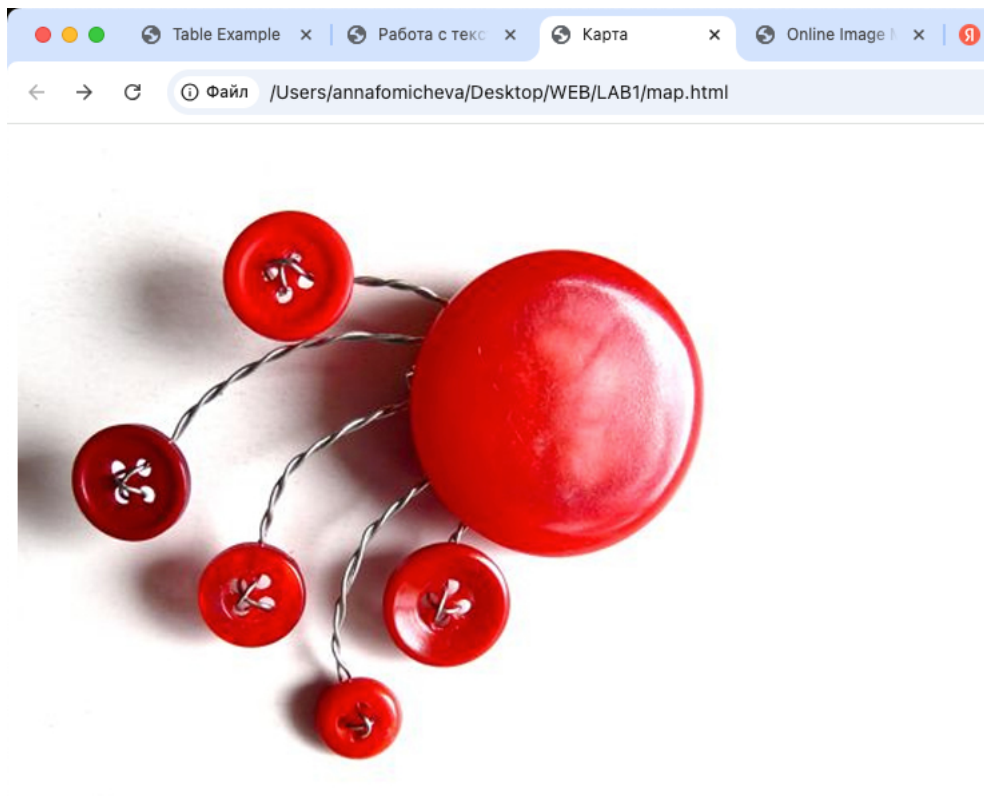 Table Example
Работа с текс
Карта
Online Image
Я
Файл
/Users/annafomicheva/Desktop/WEB/LAB1/map.html